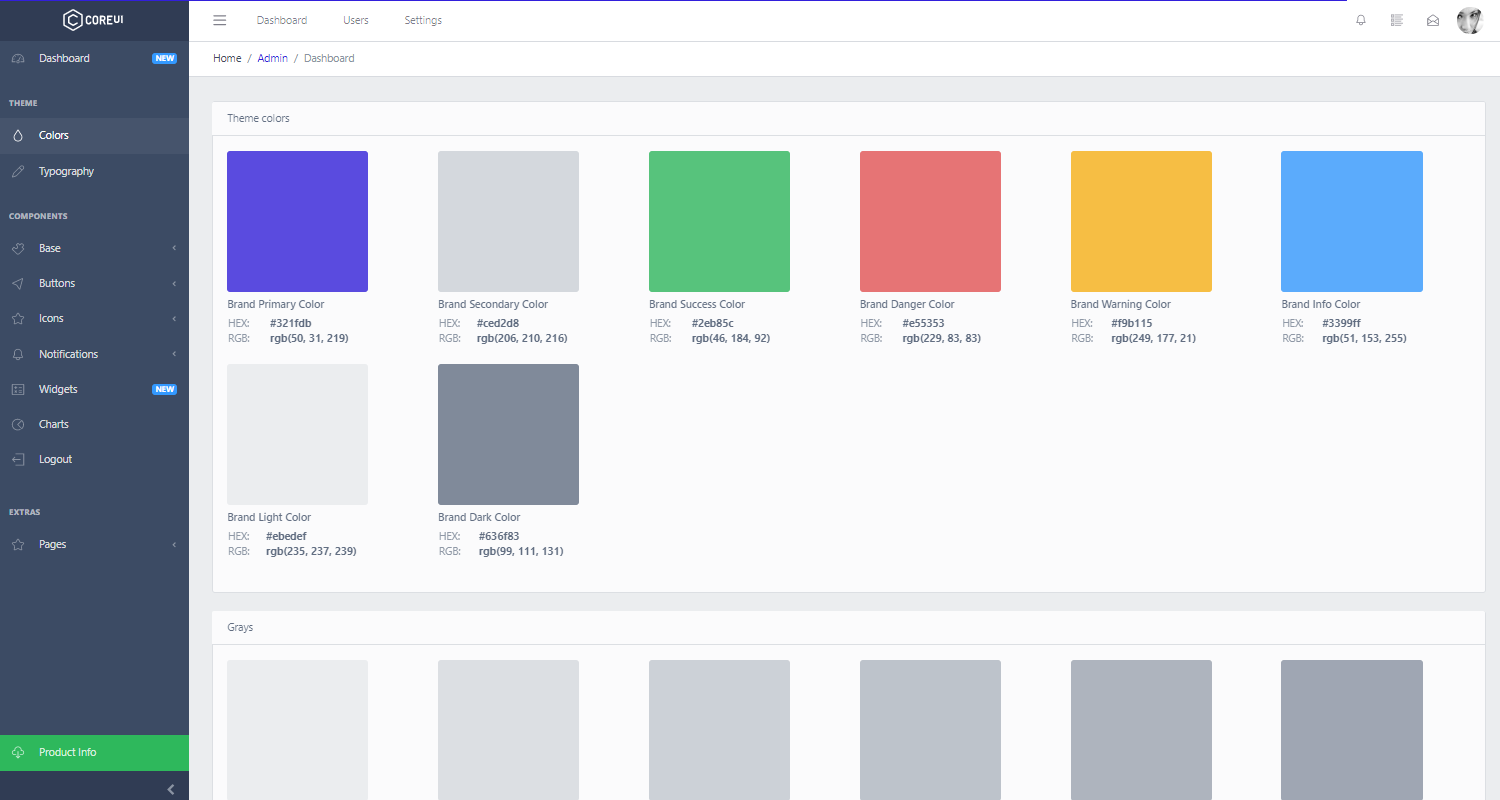 COREUI
Dashboard NEW
THEME
Colors
Typography
COMPONENTS
Base
Buttons
Icons
Notifications
Widgets NEW
Charts
Logout
EXTRAS
Pages
Product Info
Dashboard Users Settings
Home / Admin / Dashboard
Theme colors
Brand Primary Color
HEX: #321fdb
RGB: rgb(50, 31, 219)
Brand Secondary Color
HEX: #ced2d8
RGB: rgb(206, 210, 216)
Brand Success Color
HEX: #2eb85c
RGB: rgb(46, 184, 92)
Brand Danger Color
HEX: #e55353
RGB: rgb(229, 83, 83)
Brand Warning Color
HEX: #f9b115
RGB: rgb(249, 177, 21)
Brand Info Color
HEX: #3399ff
RGB: rgb(51, 153, 255)
Brand Light Color
HEX: #ebedef
RGB: rgb(235, 237, 239)
Brand Dark Color
HEX: #636f83
RGB: rgb(99, 111, 131)
Grays